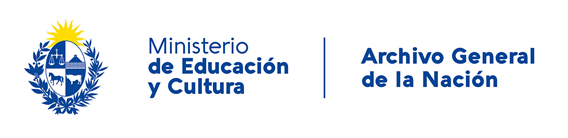 Ministerio
de Educación
y Cultura
Archivo General
de la Nación